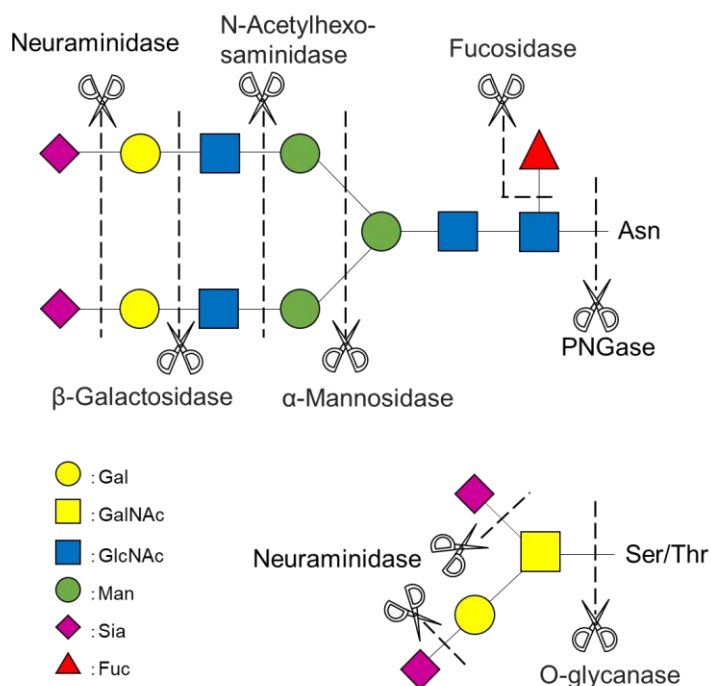 Neuraminidase
N-Acetylhexo-
saminidase
Fucosidase
Asn
PNGase
β-Galactosidase
α-Mannosidase
: Gal
: GalNAc
: GlcNAc
: Man
: Sia
: Fuc
Neuraminidase
Ser/Thr
O-glycanase